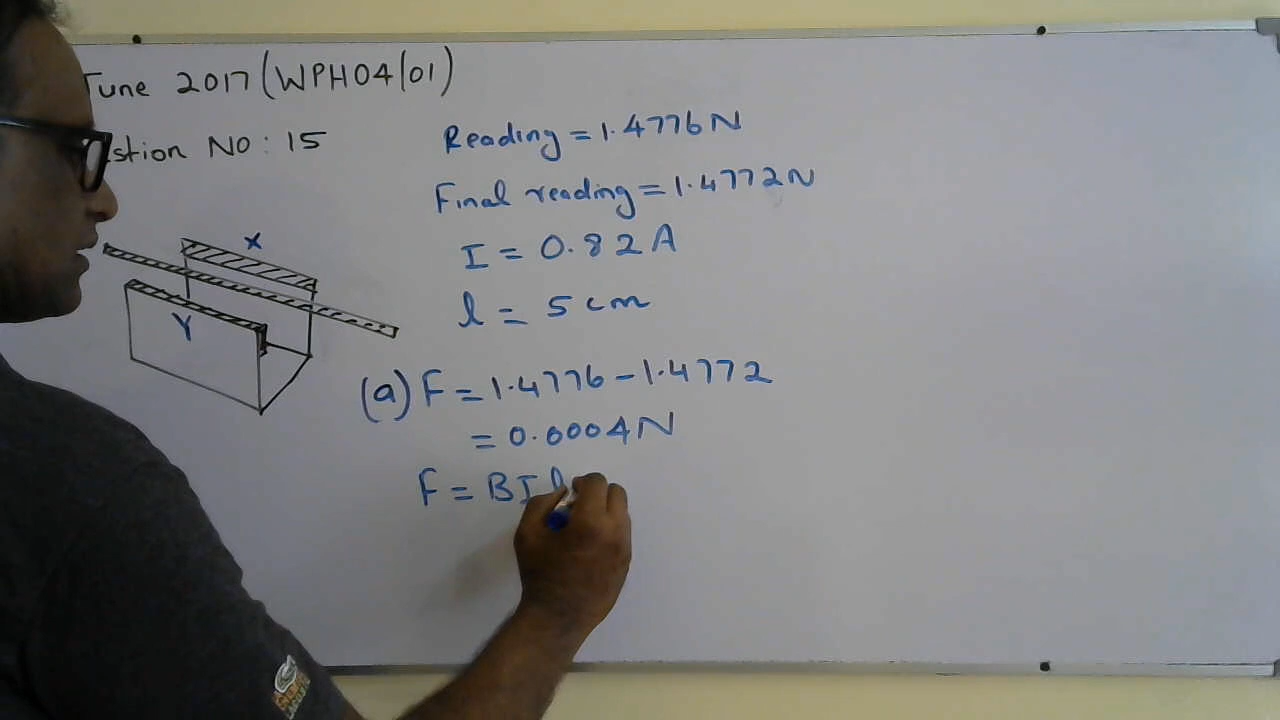 June 2017 (WPH04/01)
stion NO: 15
Reading = 1.4776 N
Final reading = 1.4772 N
I = 0.82 A
l = 5 cm
X
Y
(a) F = 1.4776 - 1.4772
= 0.0004 N
F = BIl